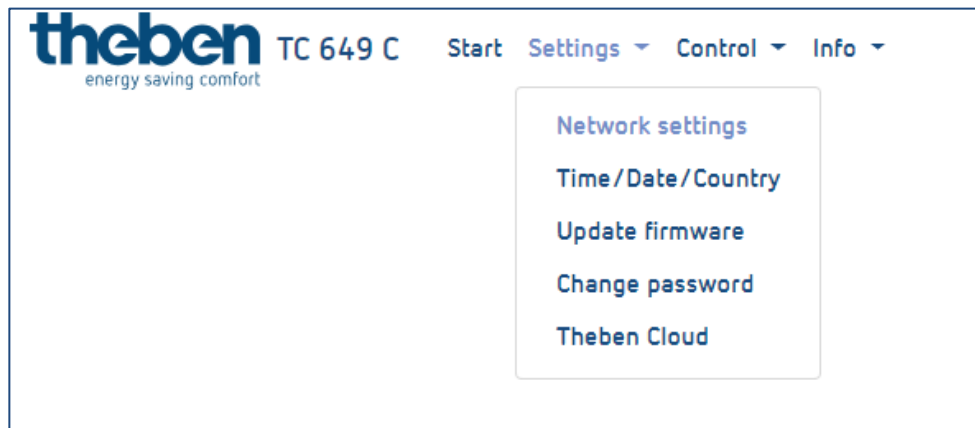 theben TC 649 C Start Settings Control Info
energy saving comfort
Network settings
Time/Date/Country
Update firmware
Change password
Theben Cloud